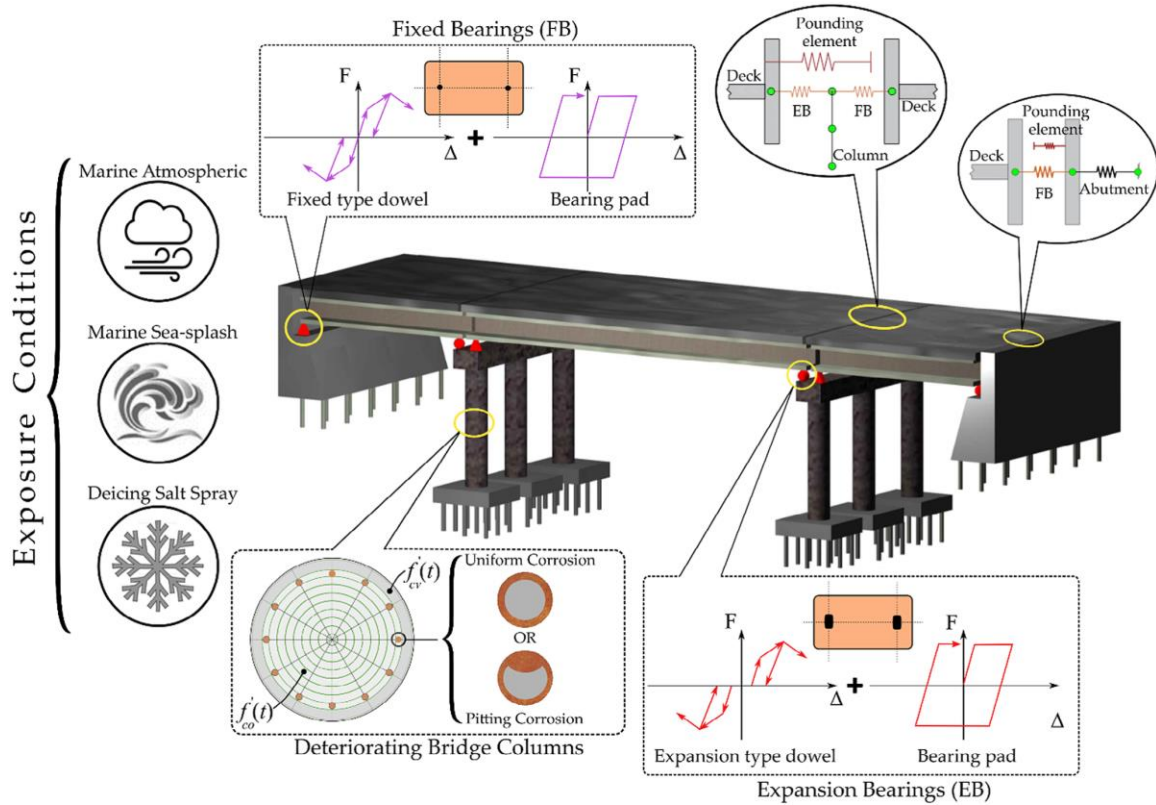 Exposure Conditions
Marine Atmospheric
Marine Sea-splash
Deicing Salt Spray
Fixed Bearings (FB)
F
Δ
Fixed type dowel
+
F
Δ
Bearing pad
Pounding
element
Deck
EB
FB
Deck
Column
Pounding
element
Deck
FB
Abutment
f'cv(t)
f'co(t)
Uniform Corrosion
OR
Pitting Corrosion
Deteriorating Bridge Columns
F
Δ
Expansion type dowel
+
F
Δ
Bearing pad
Expansion Bearings (EB)